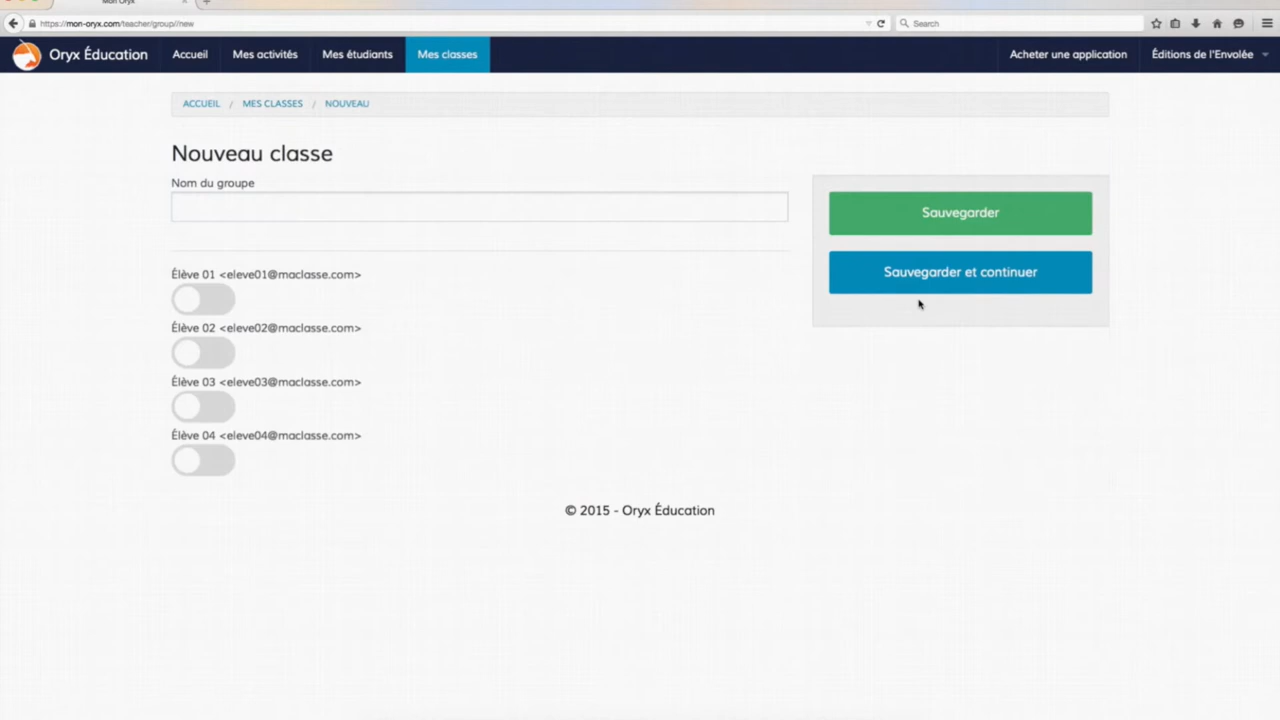 Mon Oryx
https://mon-oryx.com/teacher/group//new
Search
Oryx Éducation
Accueil
Mes activités
Mes étudiants
Mes classes
Acheter une application
Éditions de l'Envolée
ACCUEIL / MES CLASSES / NOUVEAU
Nouveau classe
Nom du groupe
Sauvegarder
Sauvegarder et continuer
Élève 01 <eleve01@maclasse.com>
Élève 02 <eleve02@maclasse.com>
Élève 03 <eleve03@maclasse.com>
Élève 04 <eleve04@maclasse.com>
© 2015 - Oryx Éducation